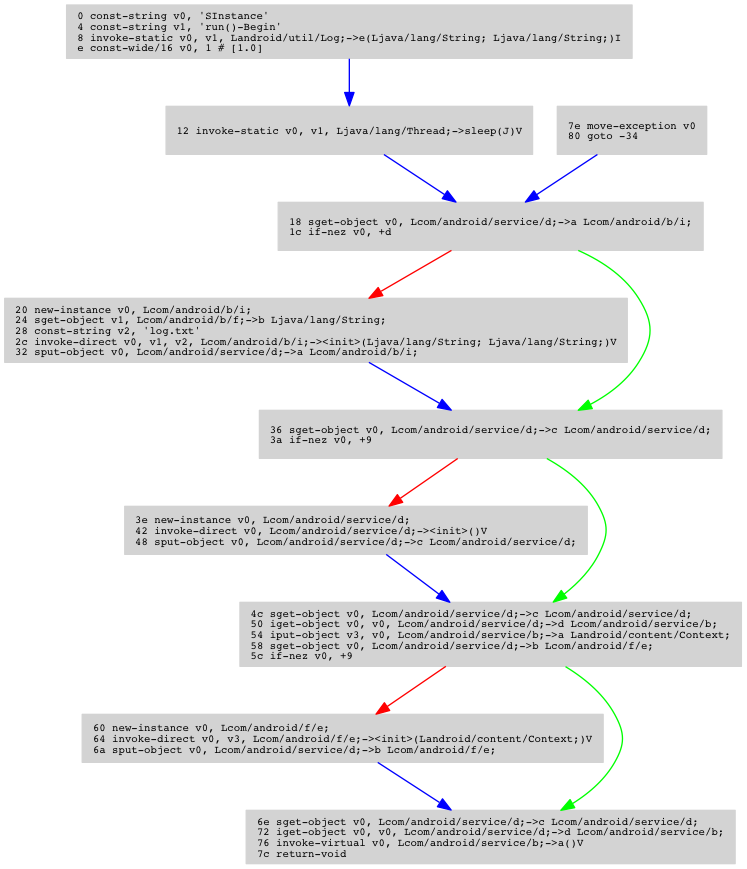 0 const-string v0, 'SInstance'
4 const-string v1, 'run()-Begin'
8 invoke-static v0, v1, Landroid/util/Log;->e(Ljava/lang/String; Ljava/lang/String;)I
e const-wide/16 v0, 1 # [1.0]
12 invoke-static v0, v1, Ljava/lang/Thread;->sleep(J)V
7e move-exception v0
80 goto -34
18 sget-object v0, Lcom/android/service/d;->a Lcom/android/b/i;
1c if-nez v0, +d
20 new-instance v0, Lcom/android/b/i;
24 sget-object v1, Lcom/android/b/f;->b Ljava/lang/String;
28 const-string v2, 'log.txt'
2c invoke-direct v0, v1, v2, Lcom/android/b/i;-><init>(Ljava/lang/String; Ljava/lang/String;)V
32 sput-object v0, Lcom/android/service/d;->a Lcom/android/b/i;
36 sget-object v0, Lcom/android/service/d;->c Lcom/android/service/d;
3a if-nez v0, +9
3e new-instance v0, Lcom/android/service/d;
42 invoke-direct v0, Lcom/android/service/d;-><init>()V
48 sput-object v0, Lcom/android/service/d;->c Lcom/android/service/d;
4c sget-object v0, Lcom/android/service/d;->c Lcom/android/service/d;
50 iget-object v0, v0, Lcom/android/service/d;->d Lcom/android/service/b;
54 iput-object v3, v0, Lcom/android/service/b;->a Landroid/content/Context;
58 sget-object v0, Lcom/android/service/d;->b Lcom/android/f/e;
5c if-nez v0, +9
60 new-instance v0, Lcom/android/f/e;
64 invoke-direct v0, v3, Lcom/android/f/e;-><init>(Landroid/content/Context;)V
6a sput-object v0, Lcom/android/service/d;->b Lcom/android/f/e;
6e sget-object v0, Lcom/android/service/d;->c Lcom/android/service/d;
72 iget-object v0, v0, Lcom/android/service/d;->d Lcom/android/service/b;
76 invoke-virtual v0, Lcom/android/service/b;->a()V
7c return-void